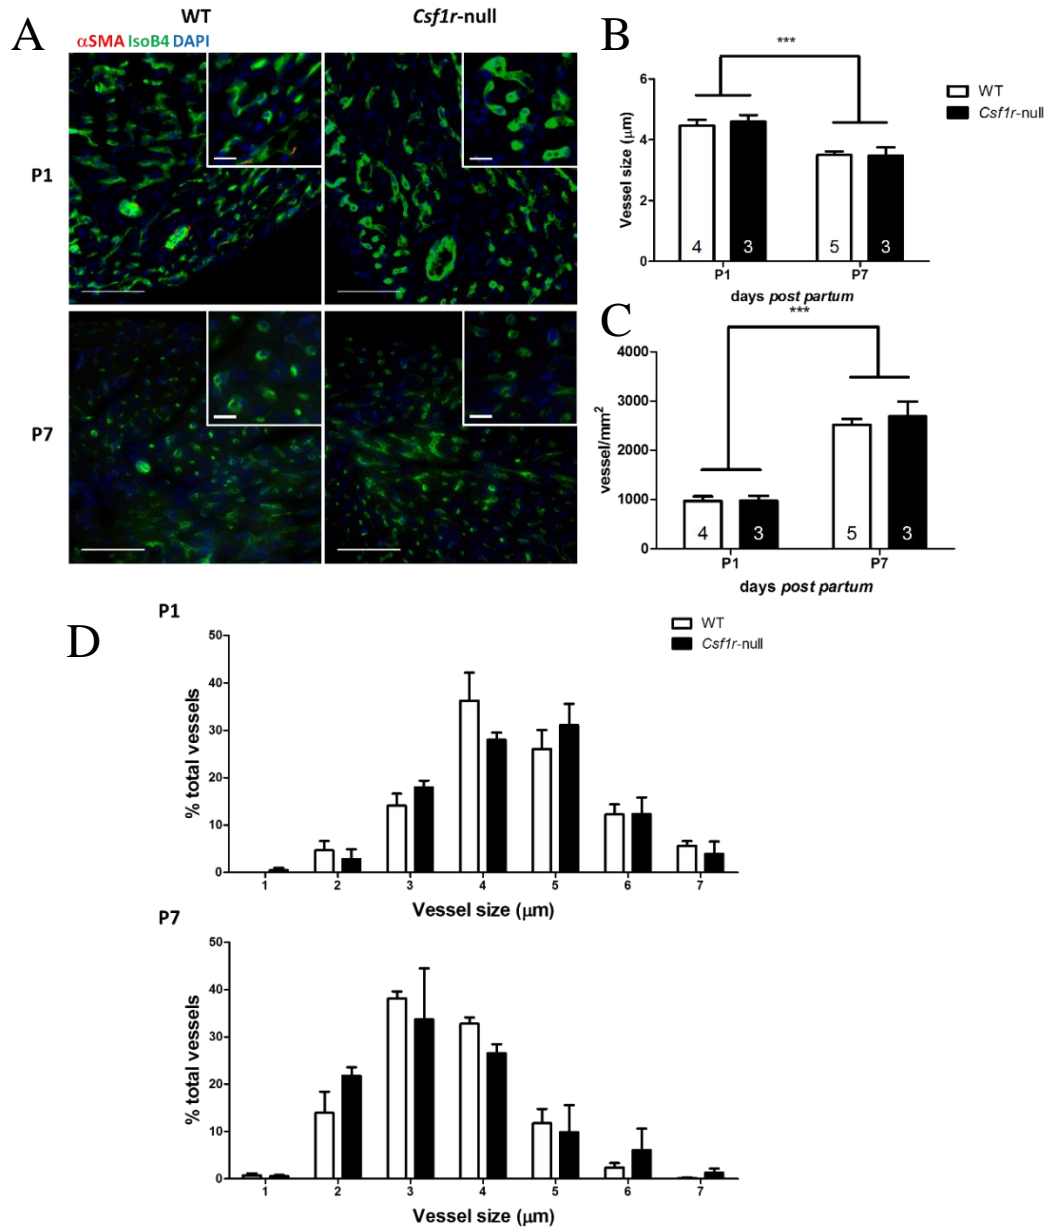 A
WT
Csf1r-null
αSMA IsoB4 DAPI
P1
P7
B
***
Vessel size (μm)
6
4
2
0
4
3
5
3
P1
P7
days post partum
WT
Csf1r-null
C
***
vessel/mm²
4000
3000
2000
1000
0
4
3
5
3
P1
P7
days post partum
D
P1
WT
Csf1r-null
% total vessels
50
40
30
20
10
0
1 2 3 4 5 6 7
Vessel size (μm)
P7
% total vessels
50
40
30
20
10
0
1 2 3 4 5 6 7
Vessel size (μm)